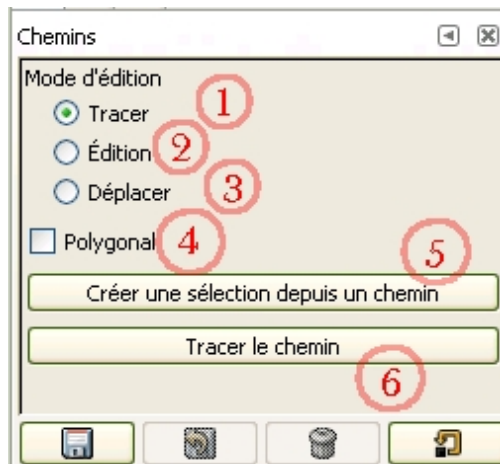 Chemins
Mode d'édition
Tracer 1
Édition 2
Déplacer 3
Polygonal 4
5
Créer une sélection depuis un chemin
Tracer le chemin
6